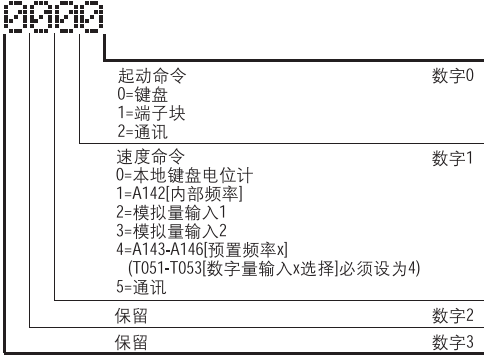 0000
起动命令 数字0
0=键盘
1=端子块
2=通讯
速度命令 数字1
0=本地键盘电位计
1=A142[内部频率]
2=模拟量输入1
3=模拟量输入2
4=A143-A146[预置频率x]
(T051-T053[数字量输入x选择]必须设为4)
5=通讯
保留 数字2
保留 数字3